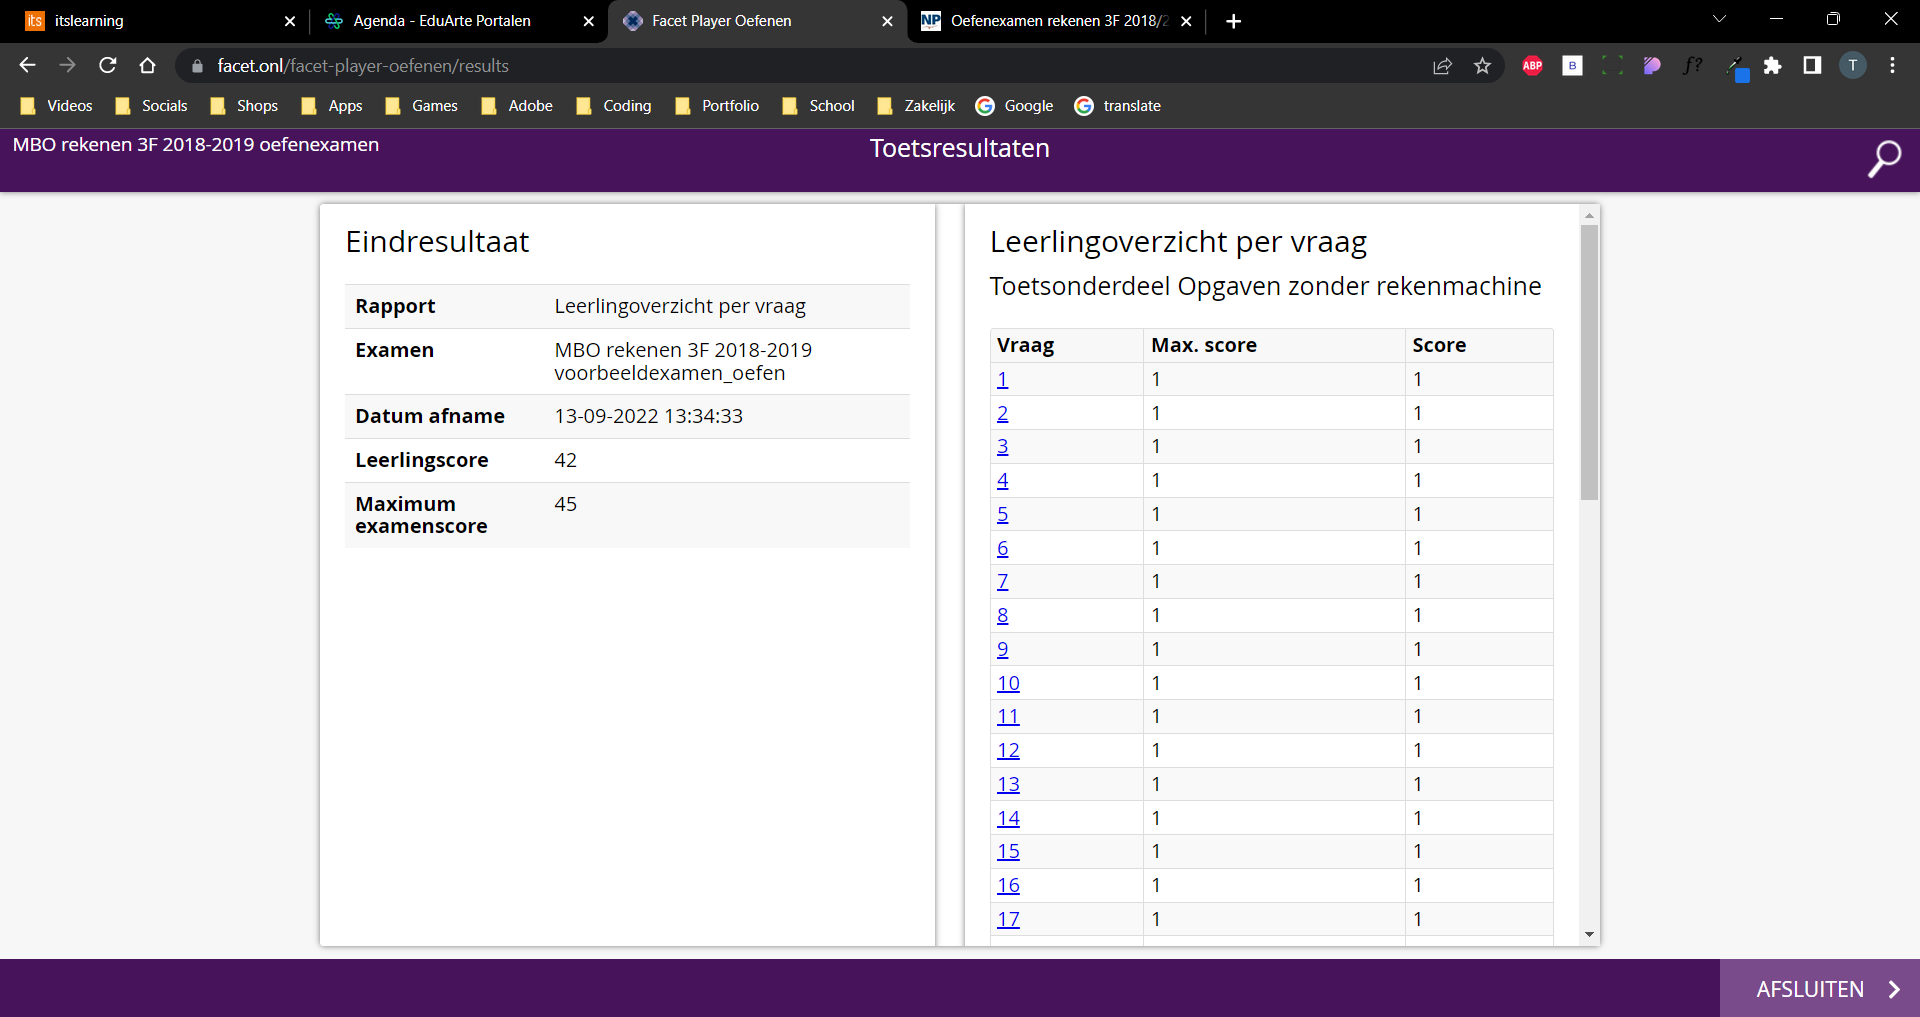 its itslearning
Agenda - EduArte Portalen
Facet Player Oefenen
NP Oefenexamen rekenen 3F 2018/2
facet.onl/facet-player-oefenen/results
ABP
B
f?
T
Videos
Socials
Shops
Apps
Games
Adobe
Coding
Portfolio
School
Zakelijk
Google
translate
MBO rekenen 3F 2018-2019 oefenexamen
Toetsresultaten
Eindresultaat
Rapport Leerlingoverzicht per vraag
Examen MBO rekenen 3F 2018-2019
voorbeeldexamen_oefen
Datum afname 13-09-2022 13:34:33
Leerlingscore 42
Maximum 45
examenscore
Leerlingoverzicht per vraag
Toetsonderdeel Opgaven zonder rekenmachine
Vraag Max. score Score
1 1 1
2 1 1
3 1 1
4 1 1
5 1 1
6 1 1
7 1 1
8 1 1
9 1 1
10 1 1
11 1 1
12 1 1
13 1 1
14 1 1
15 1 1
16 1 1
17 1 1
AFSLUITEN